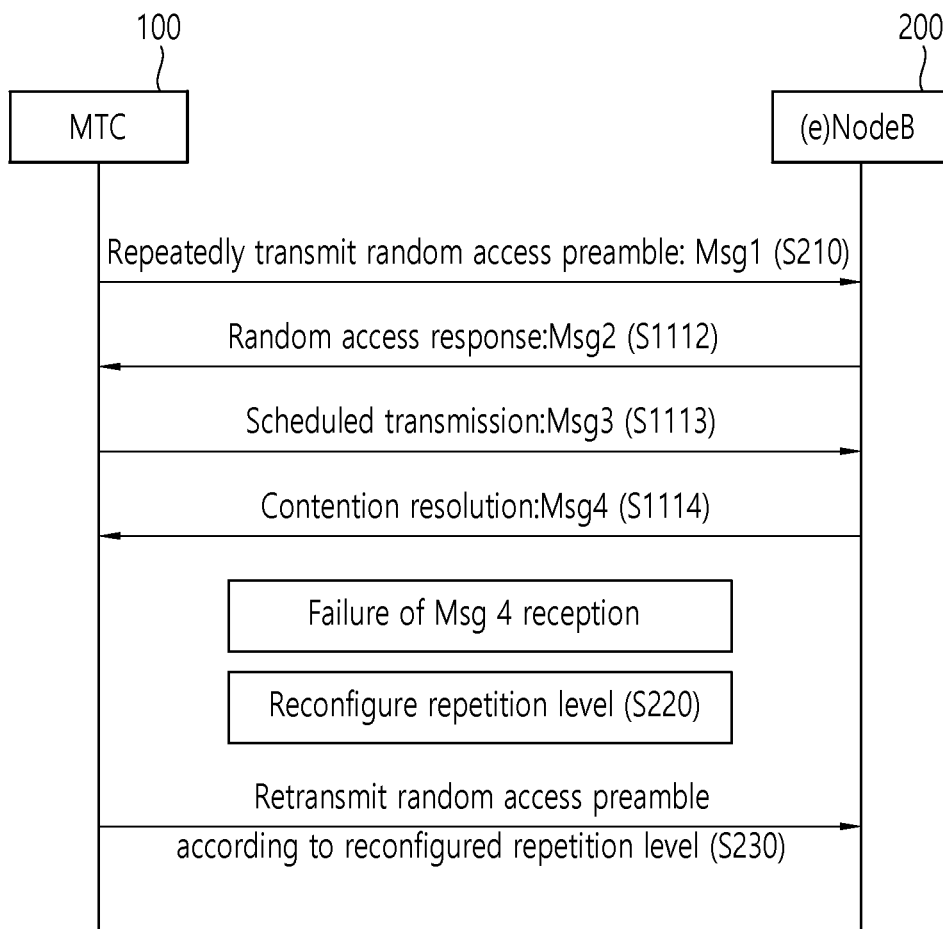 100
200
MTC
(e)NodeB
Repeatedly transmit random access preamble: Msg1 (S210)
Random access response:Msg2 (S1112)
Scheduled transmission:Msg3 (S1113)
Contention resolution:Msg4 (S1114)
Failure of Msg 4 reception
Reconfigure repetition level (S220)
Retransmit random access preamble
according to reconfigured repetition level (S230)